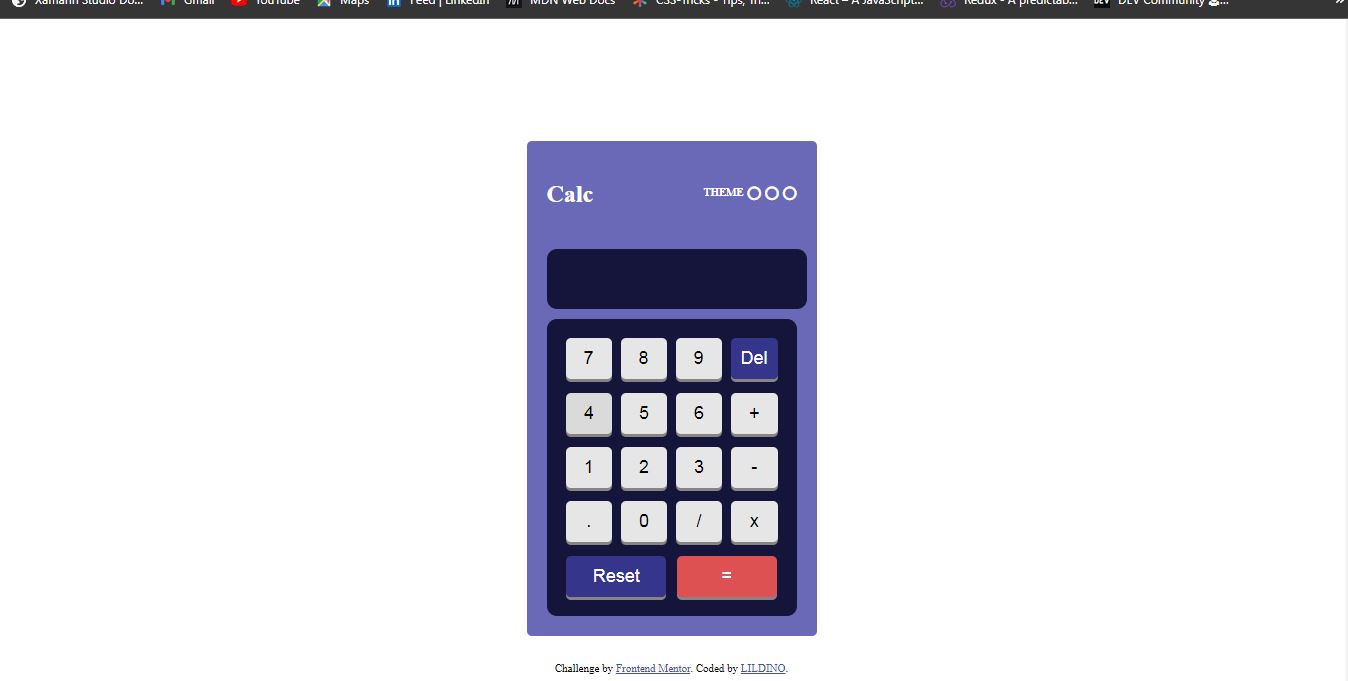 Xamarin Studio Do... Gmail YouTube Maps Feed | LinkedIn MDN Web Docs CSS-Tricks - Tips, Tri... React – A JavaScript... Redux - A predictab... DEV Community ... »
Calc THEME
7 8 9 Del
4 5 6 +
1 2 3 -
. 0 / x
Reset =
Challenge by Frontend Mentor. Coded by LILDINO.